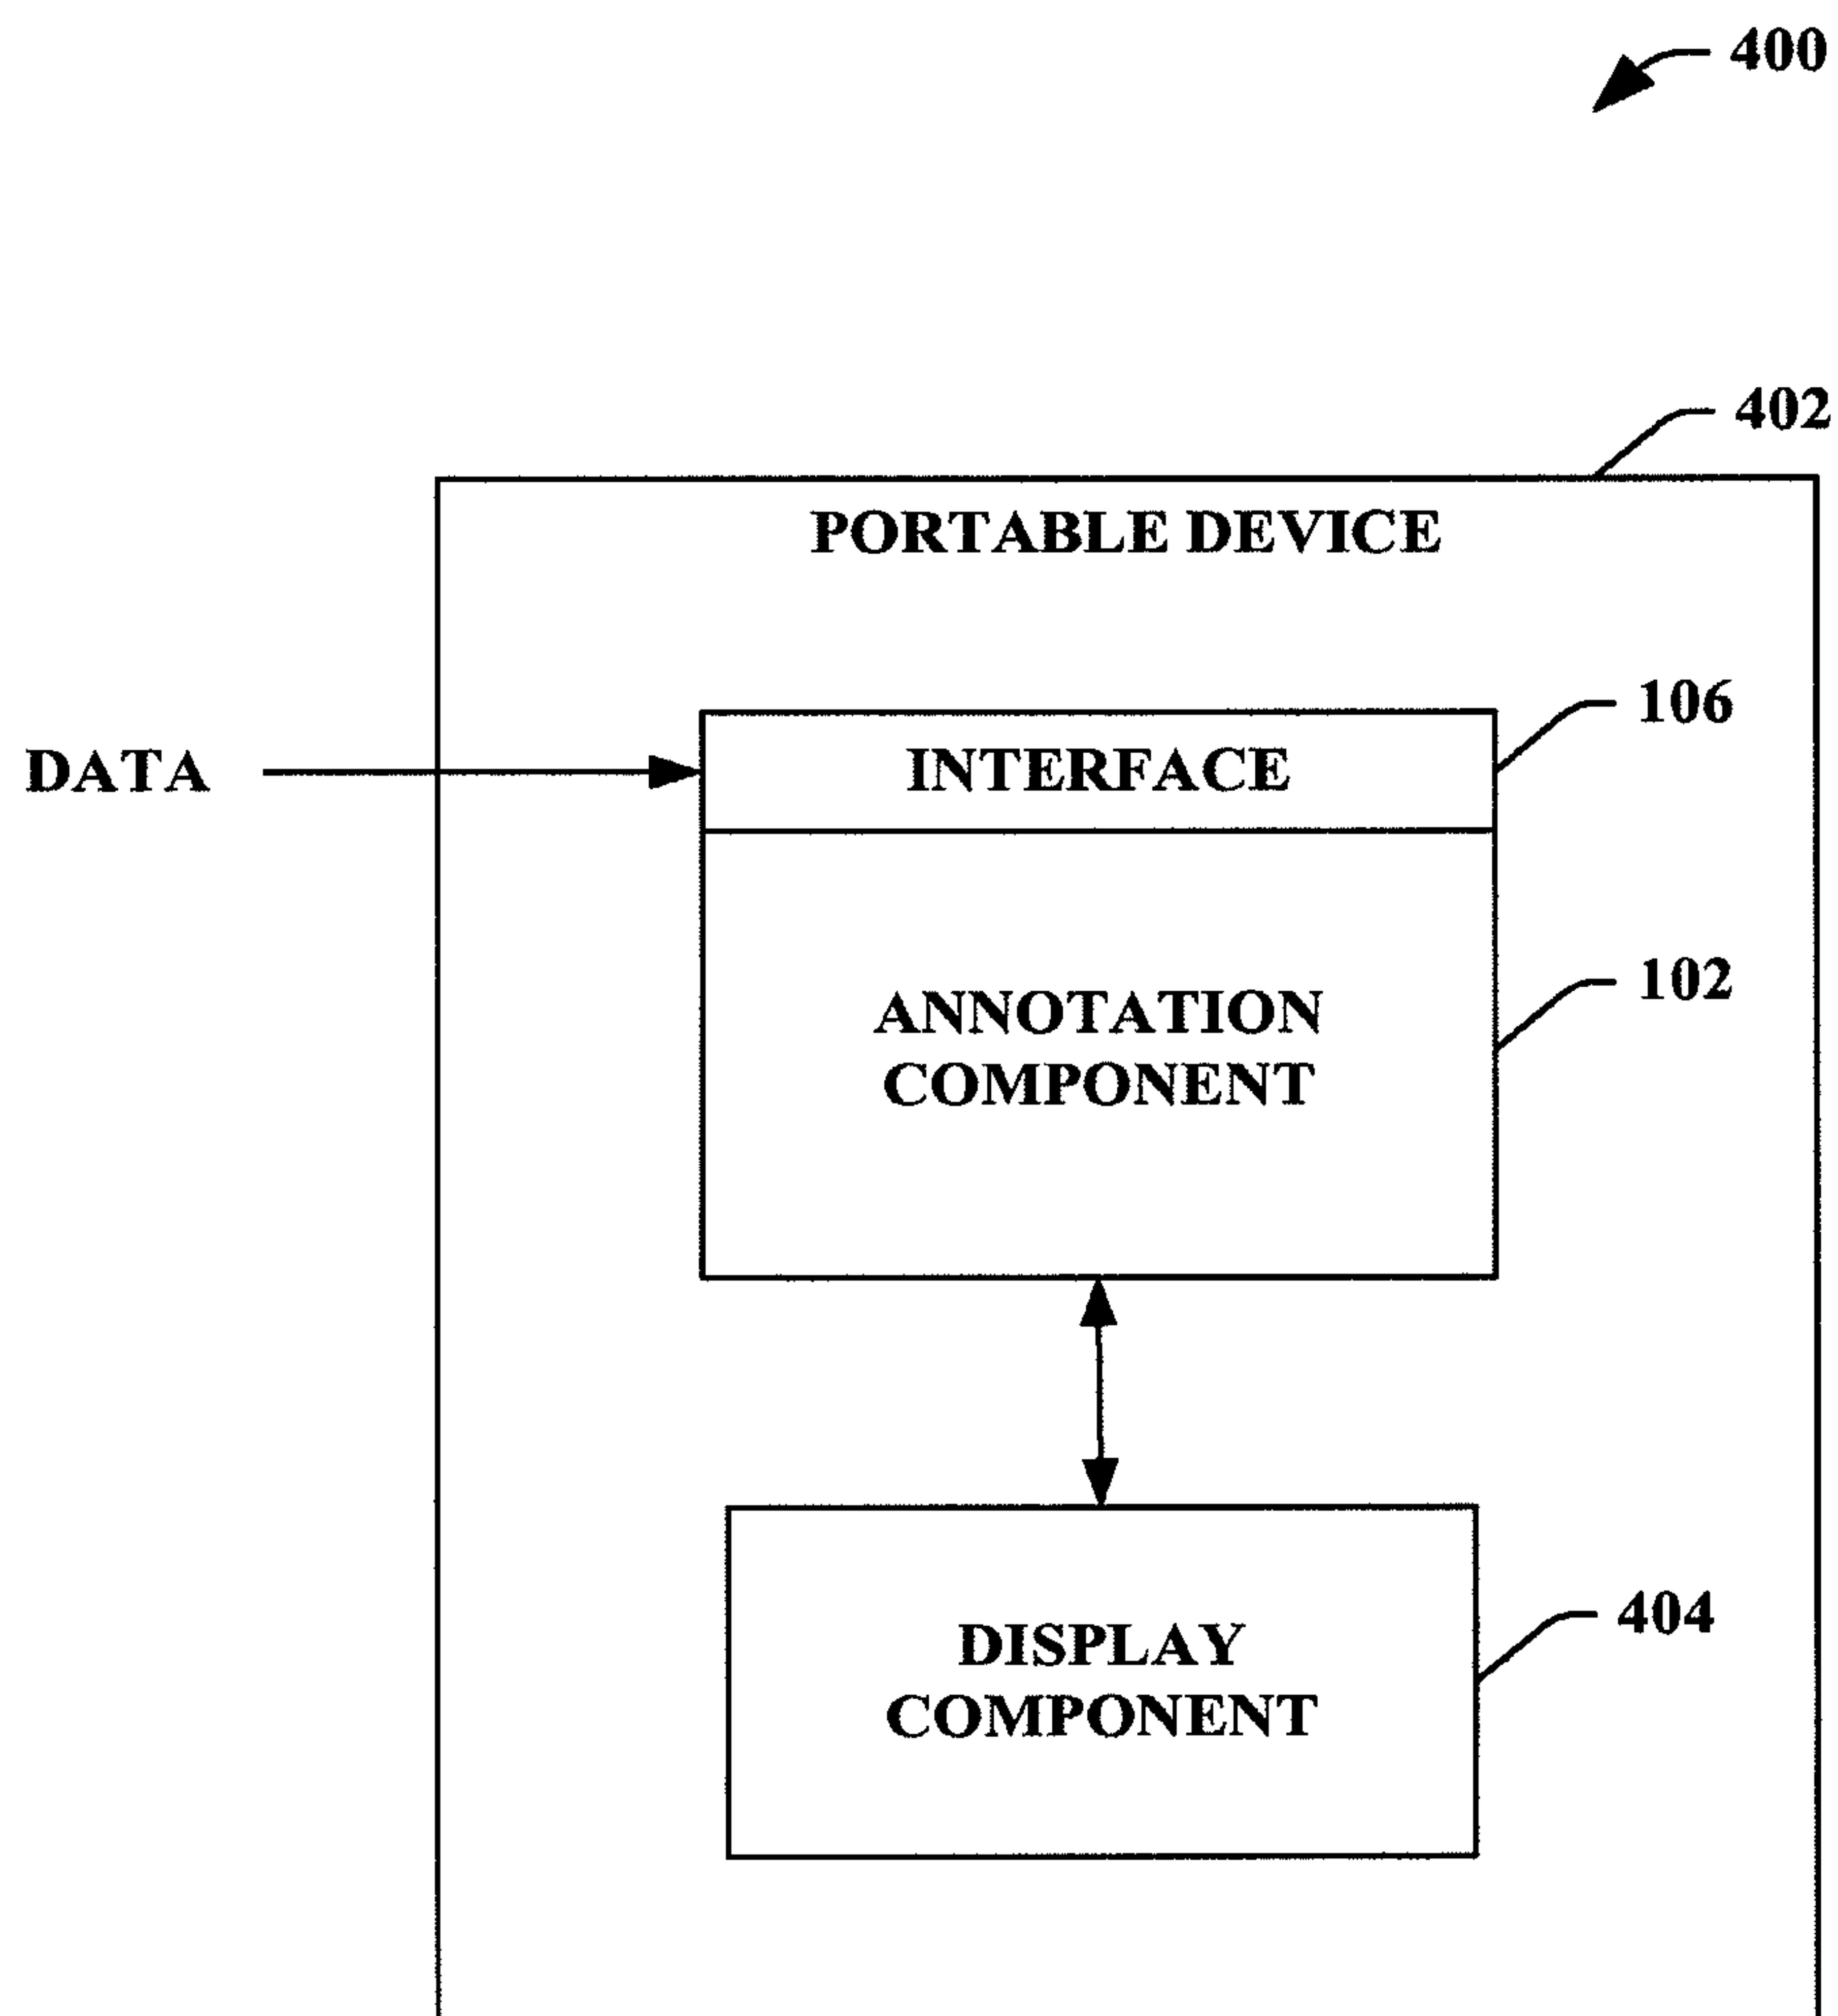 400
402
PORTABLE DEVICE
106
DATA
INTERFACE
102
ANNOTATION
COMPONENT
404
DISPLAY
COMPONENT